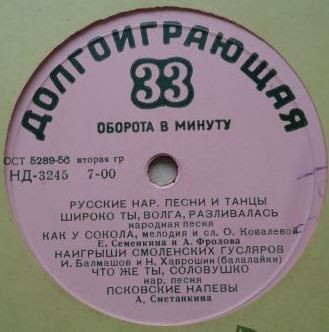 ДОЛГОИГРАЮЩАЯ
33
ОБОРОТА В МИНУТУ
ОСТ 5289-56 вторая гр
НД-3245 7-00
РУССКИЕ НАР. ПЕСНИ И ТАНЦЫ
ШИРОКО ТЫ, ВОЛГА, РАЗЛИВАЛАСЬ
народная песня
КАК У СОКОЛА, мелодия и сл. О. Ковалевой
Е. Семенкина и А. Фролова
НАИГРЫШИ СМОЛЕНСКИХ ГУСЛЯРОВ
И. Балмашов и Н. Хаврошин (балалайки)
ЧТО ЖЕ ТЫ, СОЛОВУШКО
нар. песня
ПСКОВСКИЕ НАПЕВЫ
А. Сметанкина